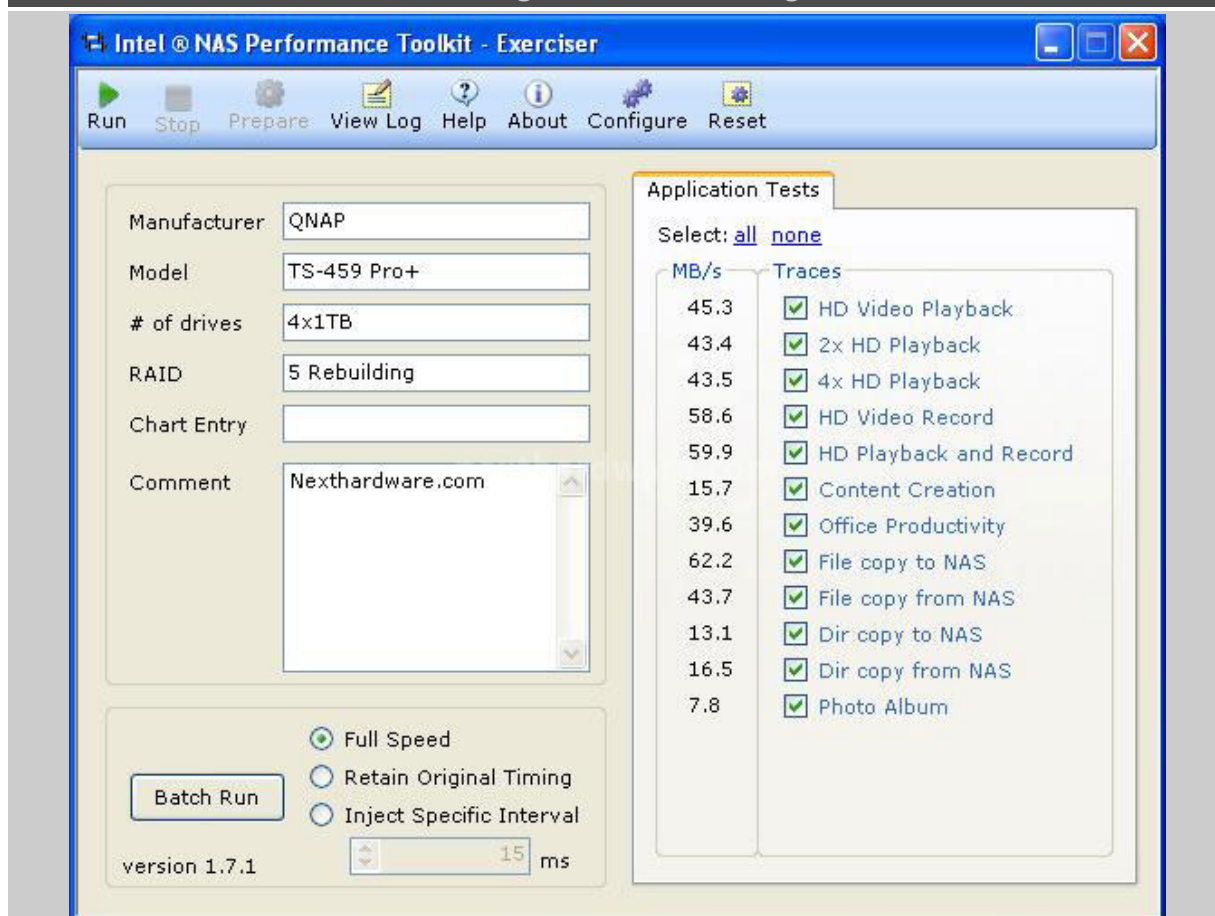 Intel ® NAS Performance Toolkit - Exerciser
Run Stop Prepare View Log Help About Configure Reset
Manufacturer QNAP
Model TS-459 Pro+
# of drives 4x1TB
RAID 5 Rebuilding
Chart Entry
Comment Nexthardware.com
Full Speed
Retain Original Timing
Inject Specific Interval
Batch Run
15 ms
version 1.7.1
Application Tests
Select: all none
MB/s Traces
45.3 HD Video Playback
43.4 2x HD Playback
43.5 4x HD Playback
58.6 HD Video Record
59.9 HD Playback and Record
15.7 Content Creation
39.6 Office Productivity
62.2 File copy to NAS
43.7 File copy from NAS
13.1 Dir copy to NAS
16.5 Dir copy from NAS
7.8 Photo Album